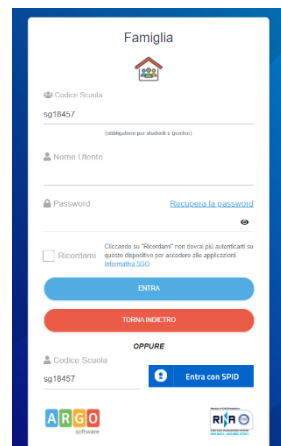 Famiglia
Codice Scuola
sg18457
(obbligatorio per studenti e genitori)
Nome Utente
Password Recupera la password
Ricordami
Cliccando su "Ricordami" non dovrai più autenticarti su
questo dispositivo per accedere alle applicazioni.
Informativa SSO
ENTRA
TORNA INDIETRO
OPPURE
Codice Scuola
sg18457
Entra con SPID
ARGO
software